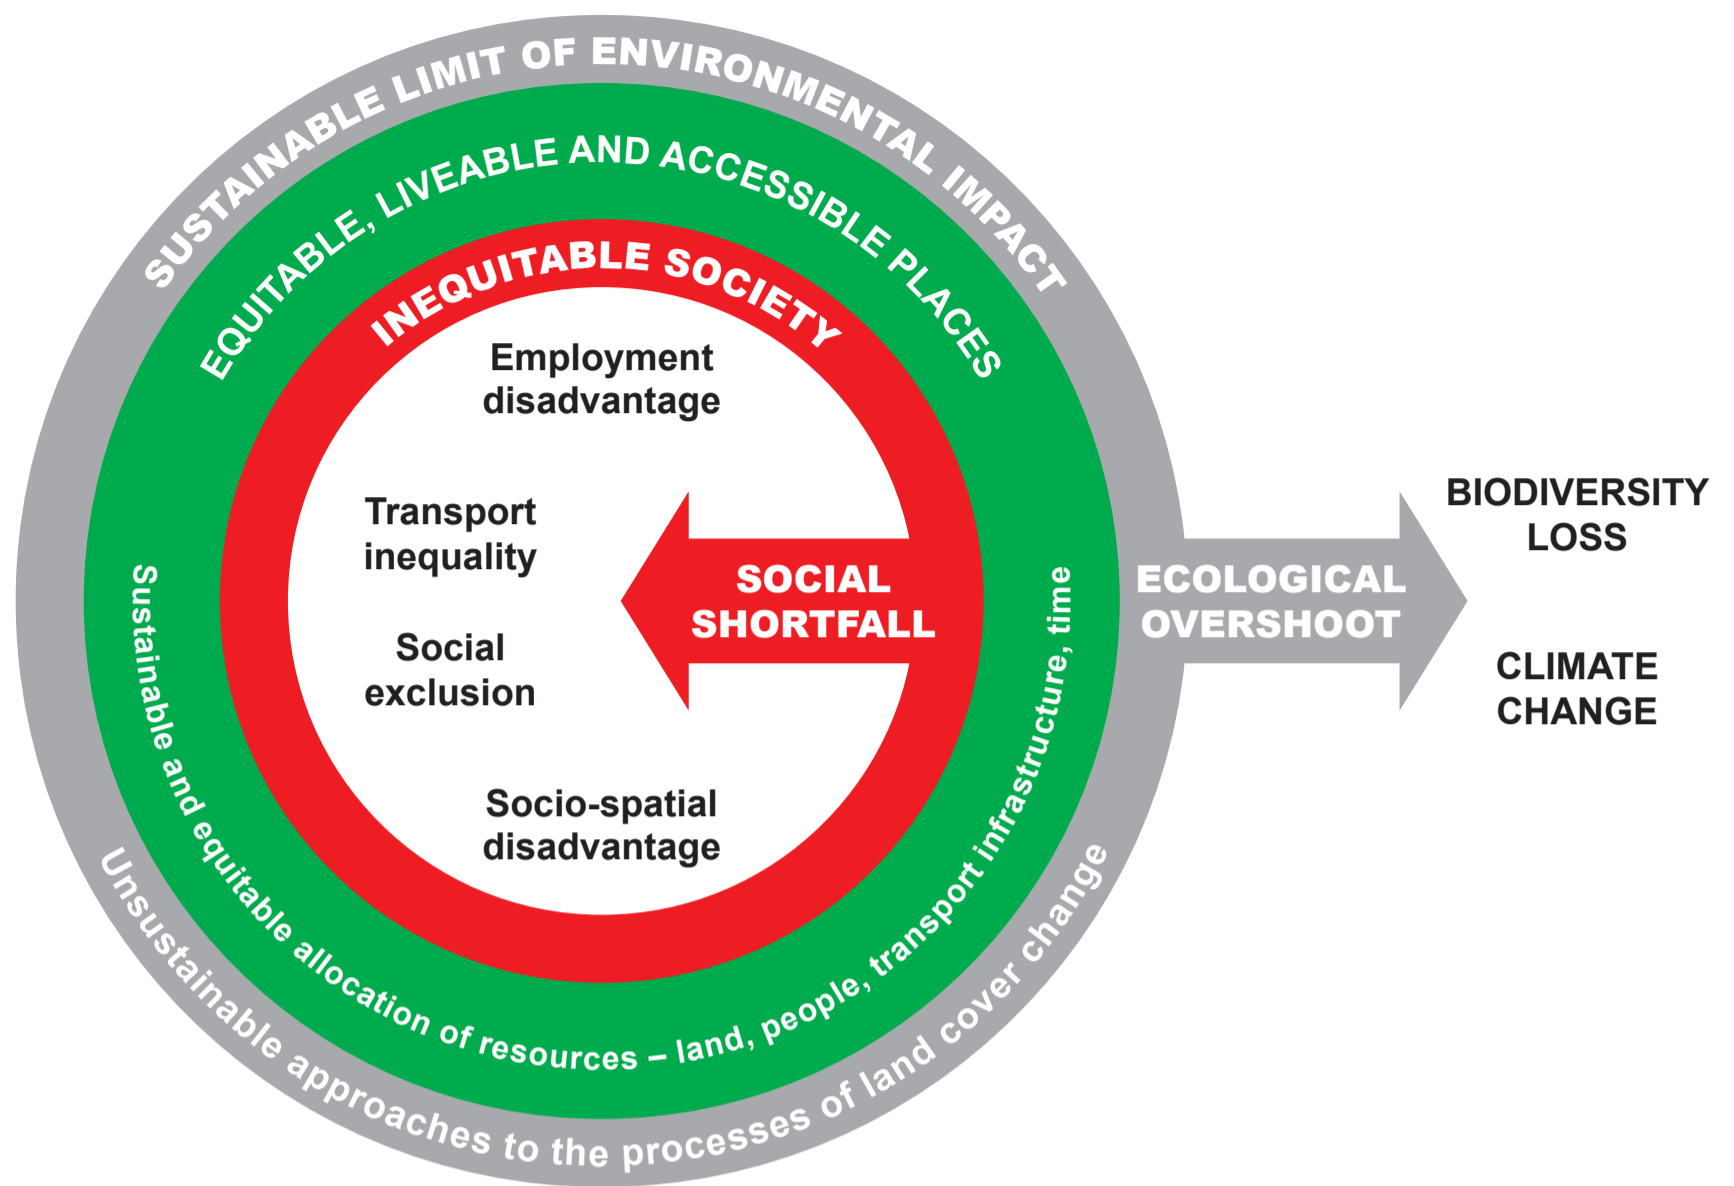 SUSTAINABLE LIMIT OF ENVIRONMENTAL IMPACT
EQUITABLE, LIVEABLE AND ACCESSIBLE PLACES
INEQUITABLE SOCIETY
Employment
disadvantage
Transport
inequality
Social
exclusion
Socio-spatial
disadvantage
SOCIAL
SHORTFALL
ECOLOGICAL
OVERSHOOT
BIODIVERSITY
LOSS
CLIMATE
CHANGE
Sustainable and equitable allocation of resources – land, people, transport infrastructure, time
Unsustainable approaches to the processes of land cover change